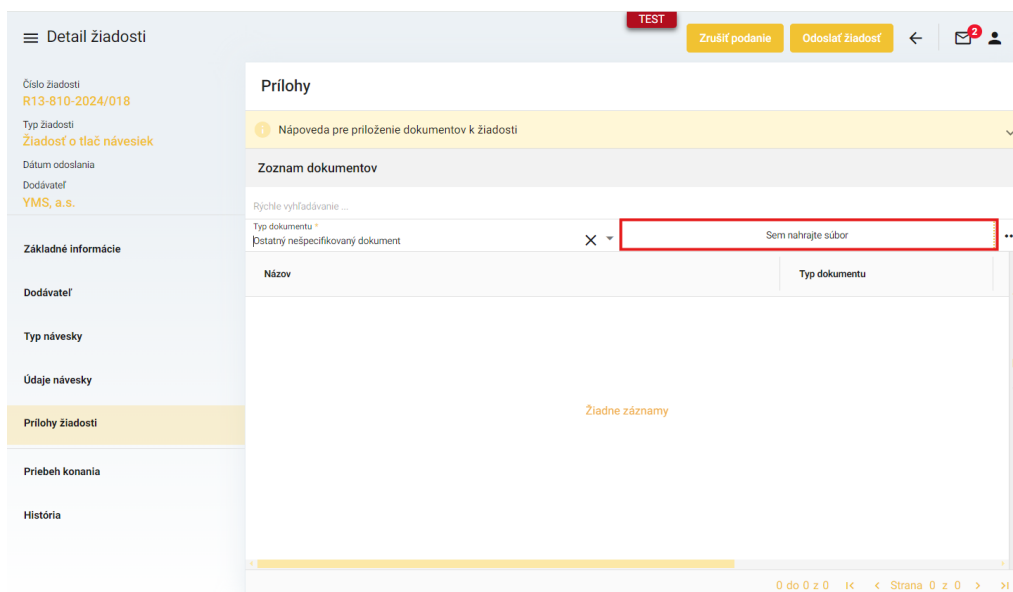 TEST
Detail žiadosti
Zrušiť podanie
Odoslať žiadosť
2
Číslo žiadosti
R13-810-2024/018
Typ žiadosti
Žiadosť o tlač návesiek
Dátum odoslania
Dodávateľ
YMS, a.s.
Základné informácie
Dodávateľ
Typ návesky
Údaje návesky
Prílohy žiadosti
Priebeh konania
História
Prílohy
Nápoveda pre priloženie dokumentov k žiadosti
Zoznam dokumentov
Rýchle vyhľadávanie ...
Typ dokumentu *
Ostatný nešpecifikovaný dokument
Sem nahrajte súbor
Názov
Typ dokumentu
Žiadne záznamy
0 do 0 z 0
Strana 0 z 0